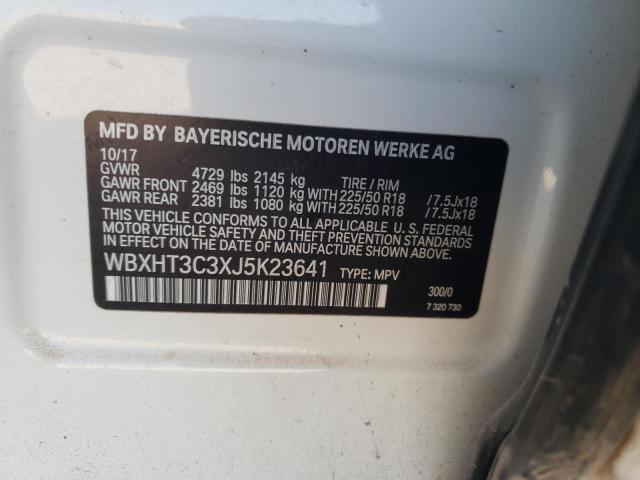 MFD BY BAYERISCHE MOTOREN WERKE AG
10/17
GVWR 4729 lbs 2145 kg TIRE / RIM
GAWR FRONT 2469 lbs 1120 kg WITH 225/50 R18 /7.5Jx18
GAWR REAR 2381 lbs 1080 kg WITH 225/50 R18 /7.5Jx18
THIS VEHICLE CONFORMS TO ALL APPLICABLE U. S. FEDERAL
MOTOR VEHICLE SAFETY, BUMPER, AND THEFT PREVENTION
STANDARDS IN EFFECT ON THE DATE OF MANUFACTURE SHOWN ABOVE.
WBXHT3C3XJ5K23641 TYPE: MPV
300/0
7 320 730